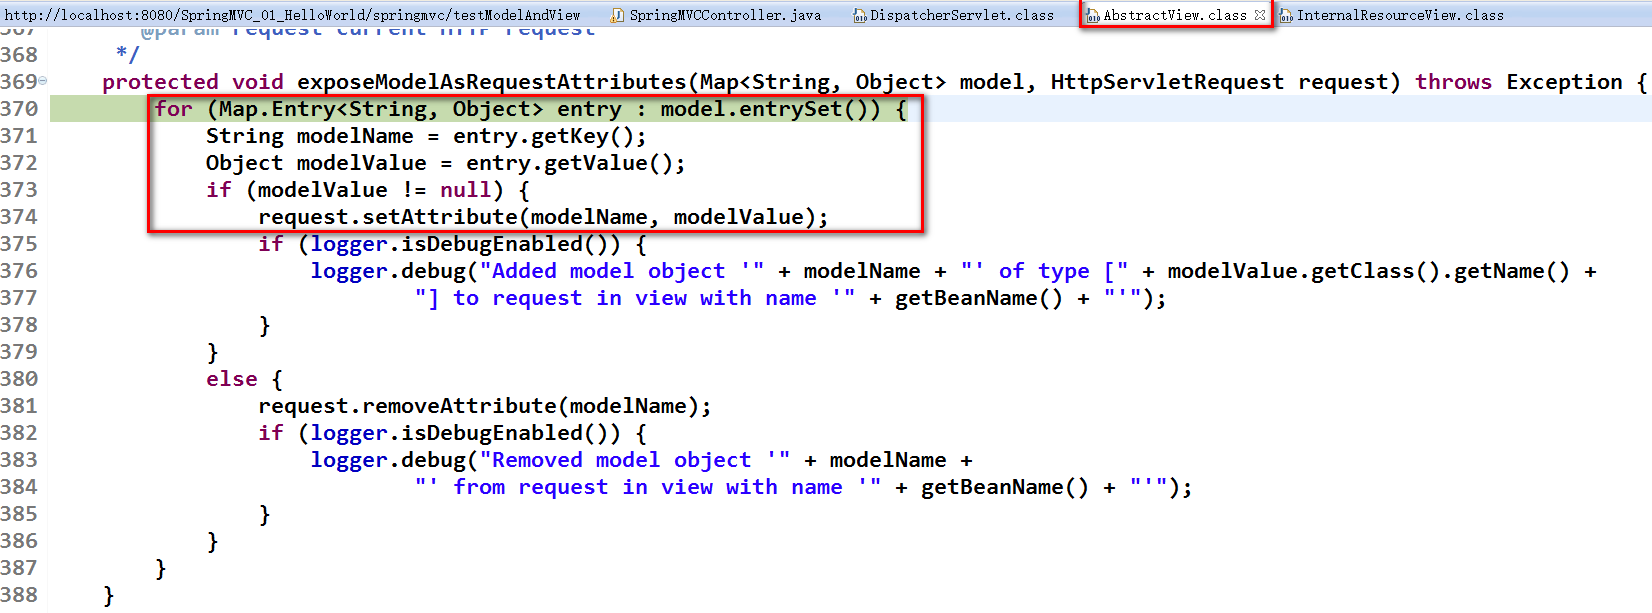 http://localhost:8080/SpringMVC_01_HelloWorld/springmvc/testModelAndView SpringMVCController.java DispatcherServlet.class AbstractView.class InternalResourceView.class
367 @param request current HTTP request
368 */
369 protected void exposeModelAsRequestAttributes(Map<String, Object> model, HttpServletRequest request) throws Exception {
370 for (Map.Entry<String, Object> entry : model.entrySet()) {
371 String modelName = entry.getKey();
372 Object modelValue = entry.getValue();
373 if (modelValue != null) {
374 request.setAttribute(modelName, modelValue);
375 if (logger.isDebugEnabled()) {
376 logger.debug("Added model object '" + modelName + "' of type [" + modelValue.getClass().getName() +
377 "] to request in view with name '" + getBeanName() + "'");
378 }
379 }
380 else {
381 request.removeAttribute(modelName);
382 if (logger.isDebugEnabled()) {
383 logger.debug("Removed model object '" + modelName +
384 "' from request in view with name '" + getBeanName() + "'");
385 }
386 }
387 }
388 }